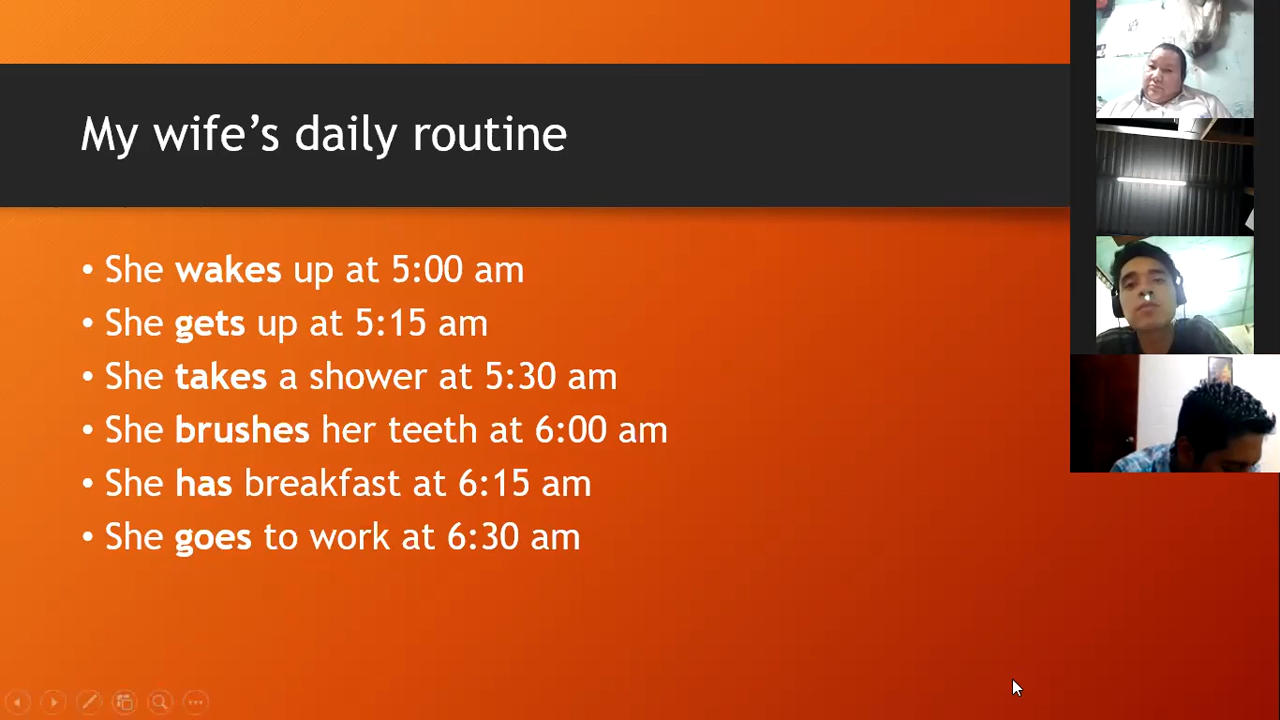 My wife’s daily routine
• She wakes up at 5:00 am
• She gets up at 5:15 am
• She takes a shower at 5:30 am
• She brushes her teeth at 6:00 am
• She has breakfast at 6:15 am
• She goes to work at 6:30 am